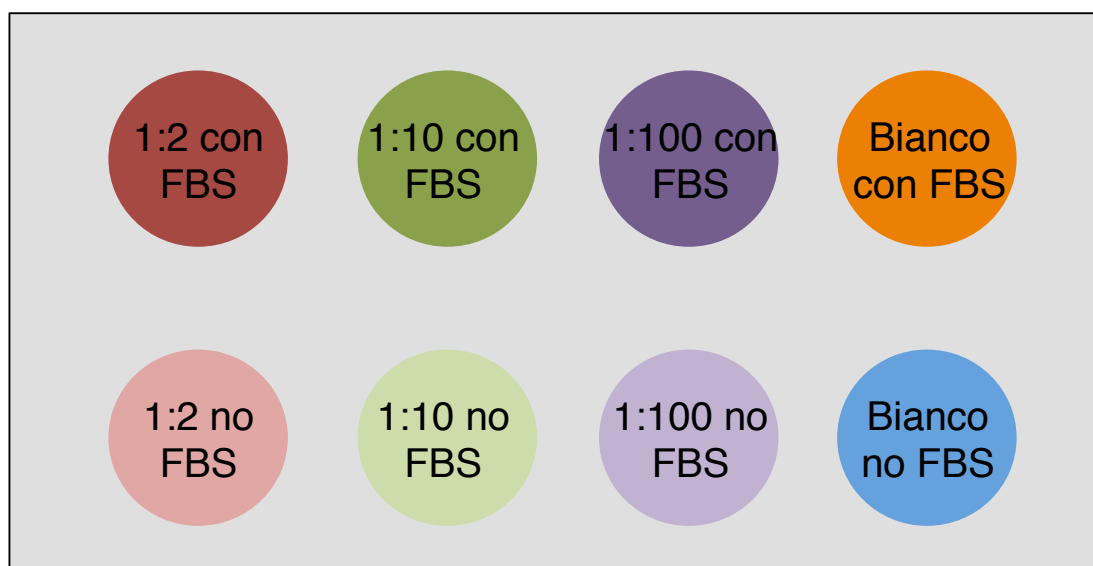 1:2 con
FBS
1:10 con
FBS
1:100 con
FBS
Bianco
con FBS
1:2 no
FBS
1:10 no
FBS
1:100 no
FBS
Bianco
no FBS